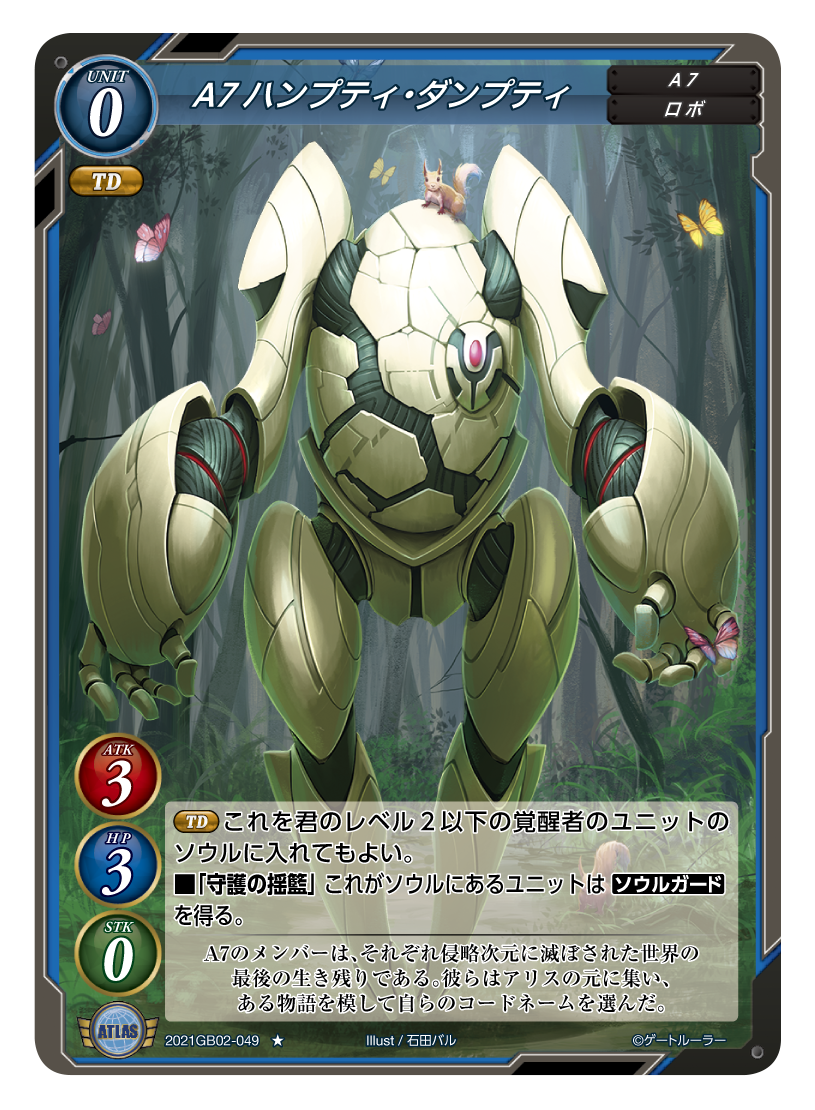 UNIT
0
A7 ハンプティ・ダンプティ
A7
ロボ
TD
ATK
3
HP
3
STK
0
TD これを君のレベル2以下の覚醒者のユニットの
ソウルに入れてもよい。
■「守護の揺籃」これがソウルにあるユニットは ソウルガード
を得る。
A7のメンバーは、それぞれ侵略次元に滅ぼされた世界の
最後の生き残りである。彼らはアリスの元に集い、
ある物語を模して自らのコードネームを選んだ。
ATLAS
2021GB02-049 ★ Illust / 石田バル ©ゲートルーラー